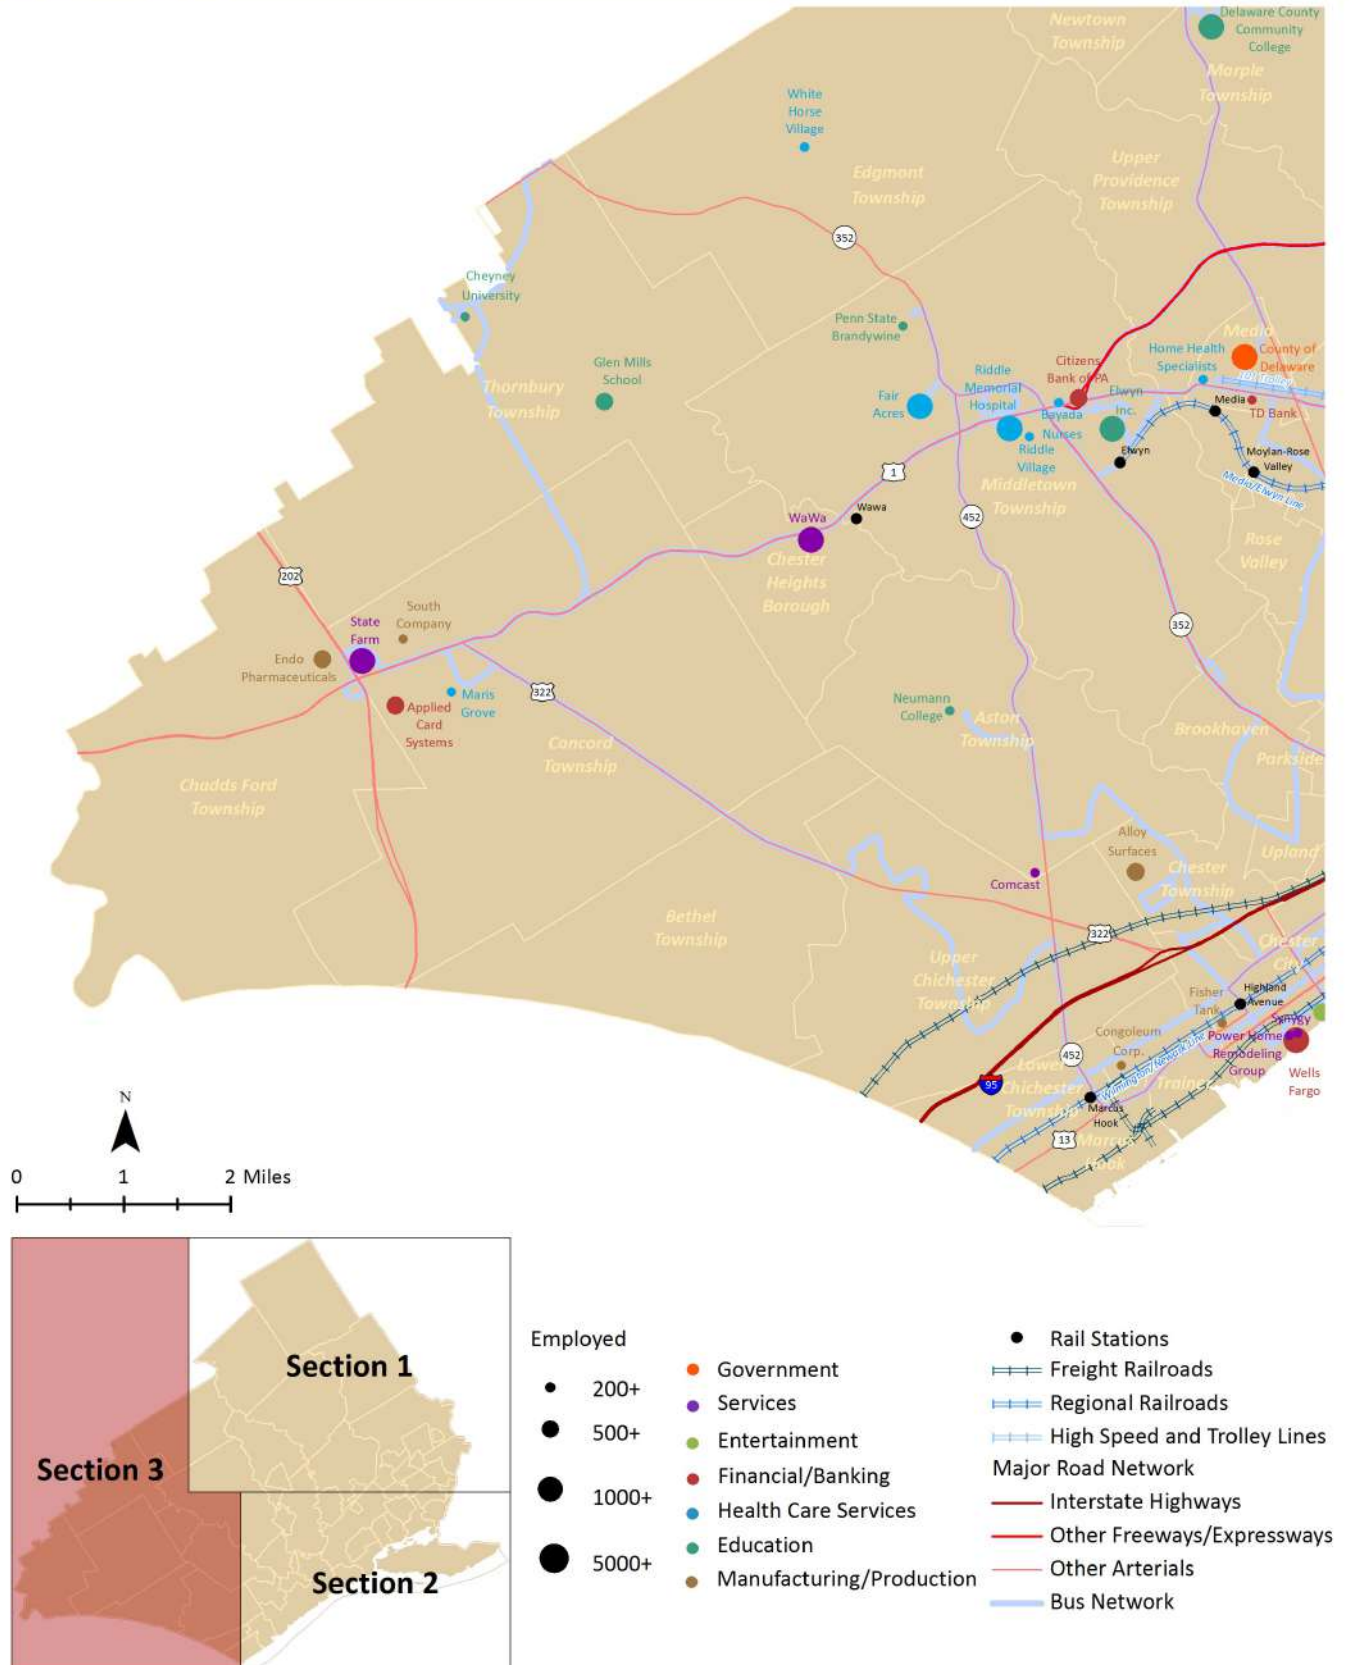 Newtown
Township
Delaware County
Community
College
Marple
Township
White
Horse
Village
Edgmont
Township
Upper
Providence
Township
352
Cheyney
University
Penn State
Brandywine
Glen Mills
School
Thornbury
Township
Fair
Acres
Riddle
Memorial
Hospital
Citizens
Bank of PA
Home Health
Specialists
Media
County of
Delaware
101 Trolley
Elwyn
Inc.
Bayada
Nurses
Riddle
Village
Media
TD Bank
Elwyn
Moylan-Rose
Valley
Media/Elwyn Line
1
Middletown
Township
452
WaWa
Wawa
Chester
Heights
Borough
Rose
Valley
202
South
Company
State
Farm
Endo
Pharmaceuticals
352
Maris
Grove
322
Applied
Card
Systems
Neumann
College
Aston
Township
Brookhaven
Parkside
Concord
Township
Chadds Ford
Township
Alloy
Surfaces
Chester
Township
Upland
Comcast
Bethel
Township
322
Upper
Chichester
Township
Chester
City
Fisher
Tank
Highland
Avenue
Synygy
Power Home
Remodeling
Group
Wells
Fargo
Congoleum
Corp.
452
95
Lower
Chichester
Township
Wilmington/Newark Line
Trainer
Marcus
Hook
13
Marcus
Hook
N
0 1 2 Miles
Section 1
Section 3
Section 2
Employed
200+
500+
1000+
5000+
Government
Services
Entertainment
Financial/Banking
Health Care Services
Education
Manufacturing/Production
Rail Stations
Freight Railroads
Regional Railroads
High Speed and Trolley Lines
Major Road Network
Interstate Highways
Other Freeways/Expressways
Other Arterials
Bus Network